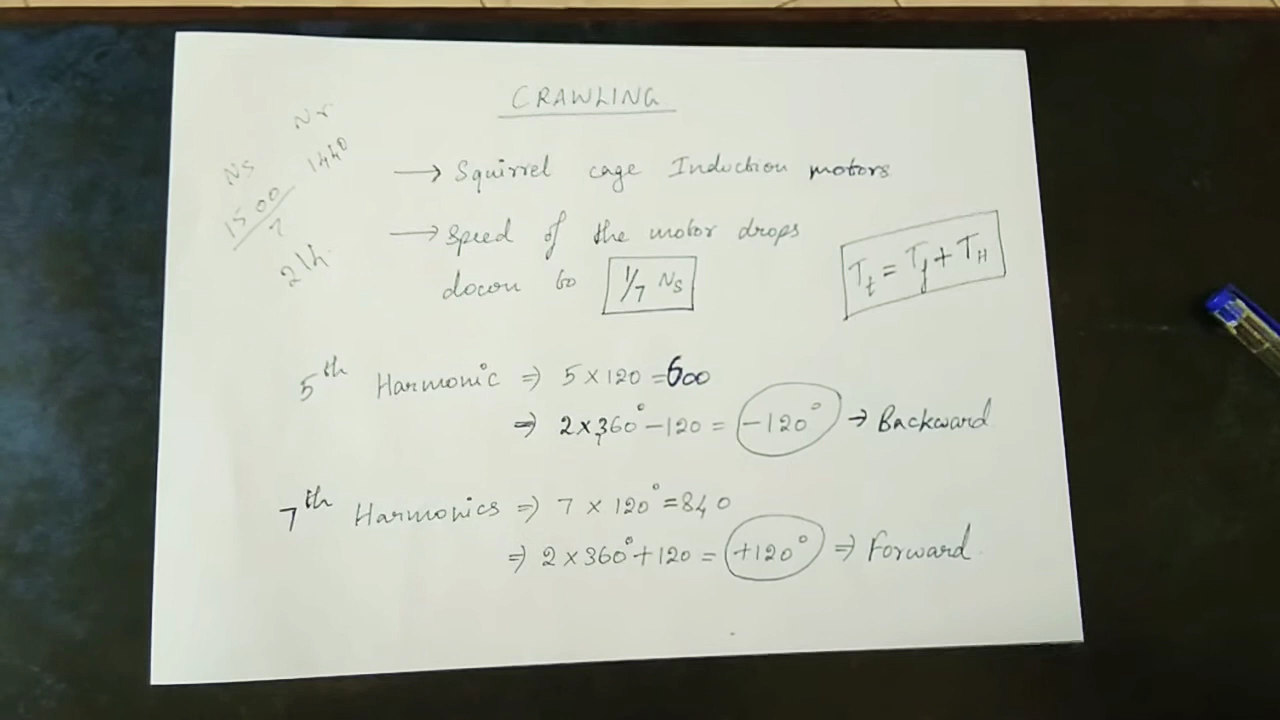 CRAWLING
Ns Nr
1500 1440
7
214
→ Squirrel cage Induction motors
→ Speed of the motor drops
down to 1/7 Ns
Tt = Tf + TH
5th Harmonic ⇒ 5 × 120 = 600
⇒ 2 × 360° − 120 = −120° → Backward
7th Harmonics ⇒ 7 × 120° = 840
⇒ 2 × 360° + 120 = +120° ⇒ Forward